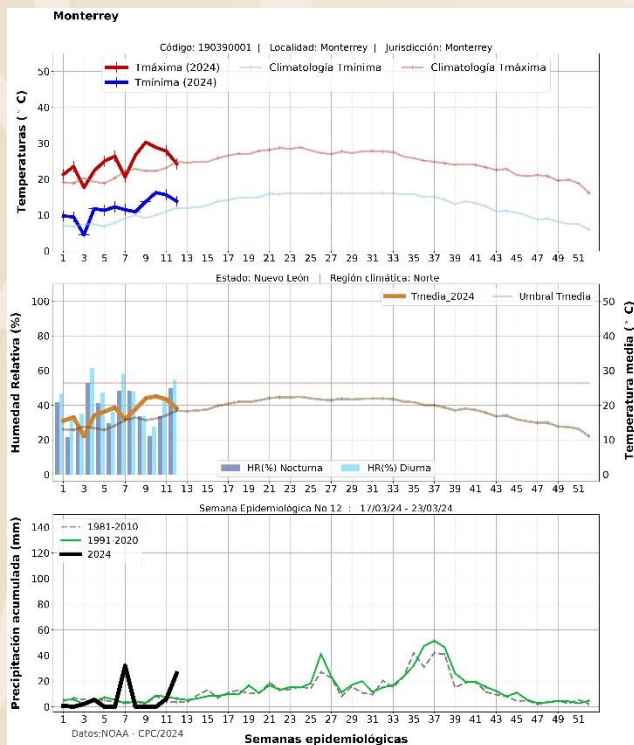 Monterrey
Código: 190390001 | Localidad: Monterrey | Jurisdicción: Monterrey
Tmáxima (2024)
Climatología Tmínima
Climatología Tmáxima
Tmínima (2024)
Temperaturas (° C)
50
40
30
20
10
0
1 3 5 7 9 11 13 15 17 19 21 23 25 27 29 31 33 35 37 39 41 43 45 47 49 51
Estado: Nuevo León | Región climática: Norte
Tmedia_2024
Umbral Tmedia
Humedad Relativa (%)
100
80
60
40
20
0
Temperatura media (° C)
50
40
30
20
10
0
HR(%) Nocturna
HR(%) Diurna
1 3 5 7 9 11 13 15 17 19 21 23 25 27 29 31 33 35 37 39 41 43 45 47 49 51
Semana Epidemiológica No 12 : 17/03/24 - 23/03/24
1981-2010
1991-2020
2024
Precipitación acumulada (mm)
140
120
100
80
60
40
20
0
1 3 5 7 9 11 13 15 17 19 21 23 25 27 29 31 33 35 37 39 41 43 45 47 49 51
Datos:NOAA - CPC/2024
Semanas epidemiológicas